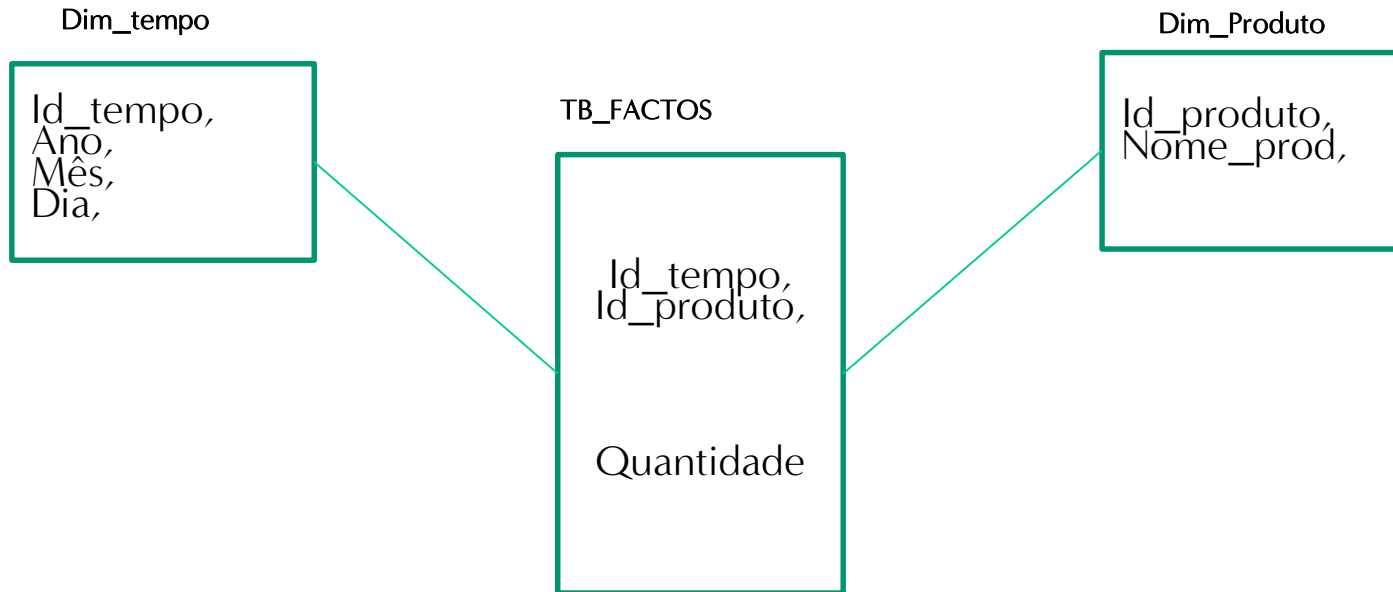 Dim_tempo
Id_tempo,
Ano,
Mês,
Dia,
TB_FACTOS
Id_tempo,
Id_produto,
Quantidade
Dim_Produto
Id_produto,
Nome_prod,